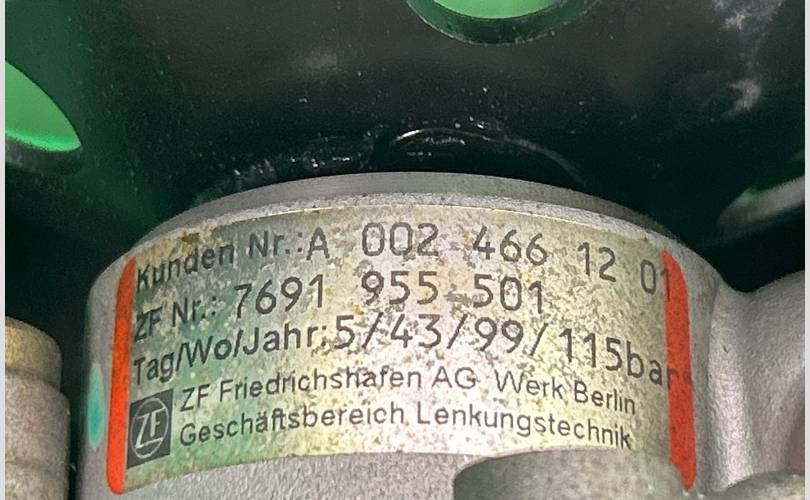 Kunden Nr.:A 002 466 12 01
ZF Nr.: 7691 955 501
Tag/Wo/Jahr:5/43/99/115bar
ZF Friedrichshafen AG Werk Berlin
Geschäftsbereich Lenkungstechnik
ZF